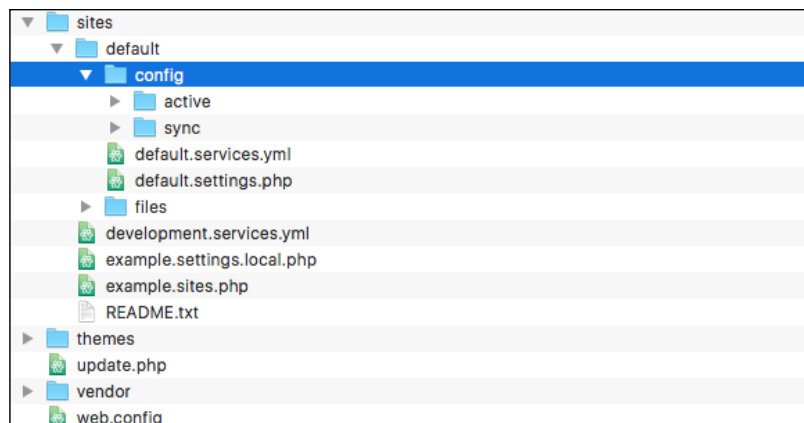 sites
default
config
active
sync
default.services.yml
default.settings.php
files
development.services.yml
example.settings.local.php
example.sites.php
README.txt
themes
update.php
vendor
web.config